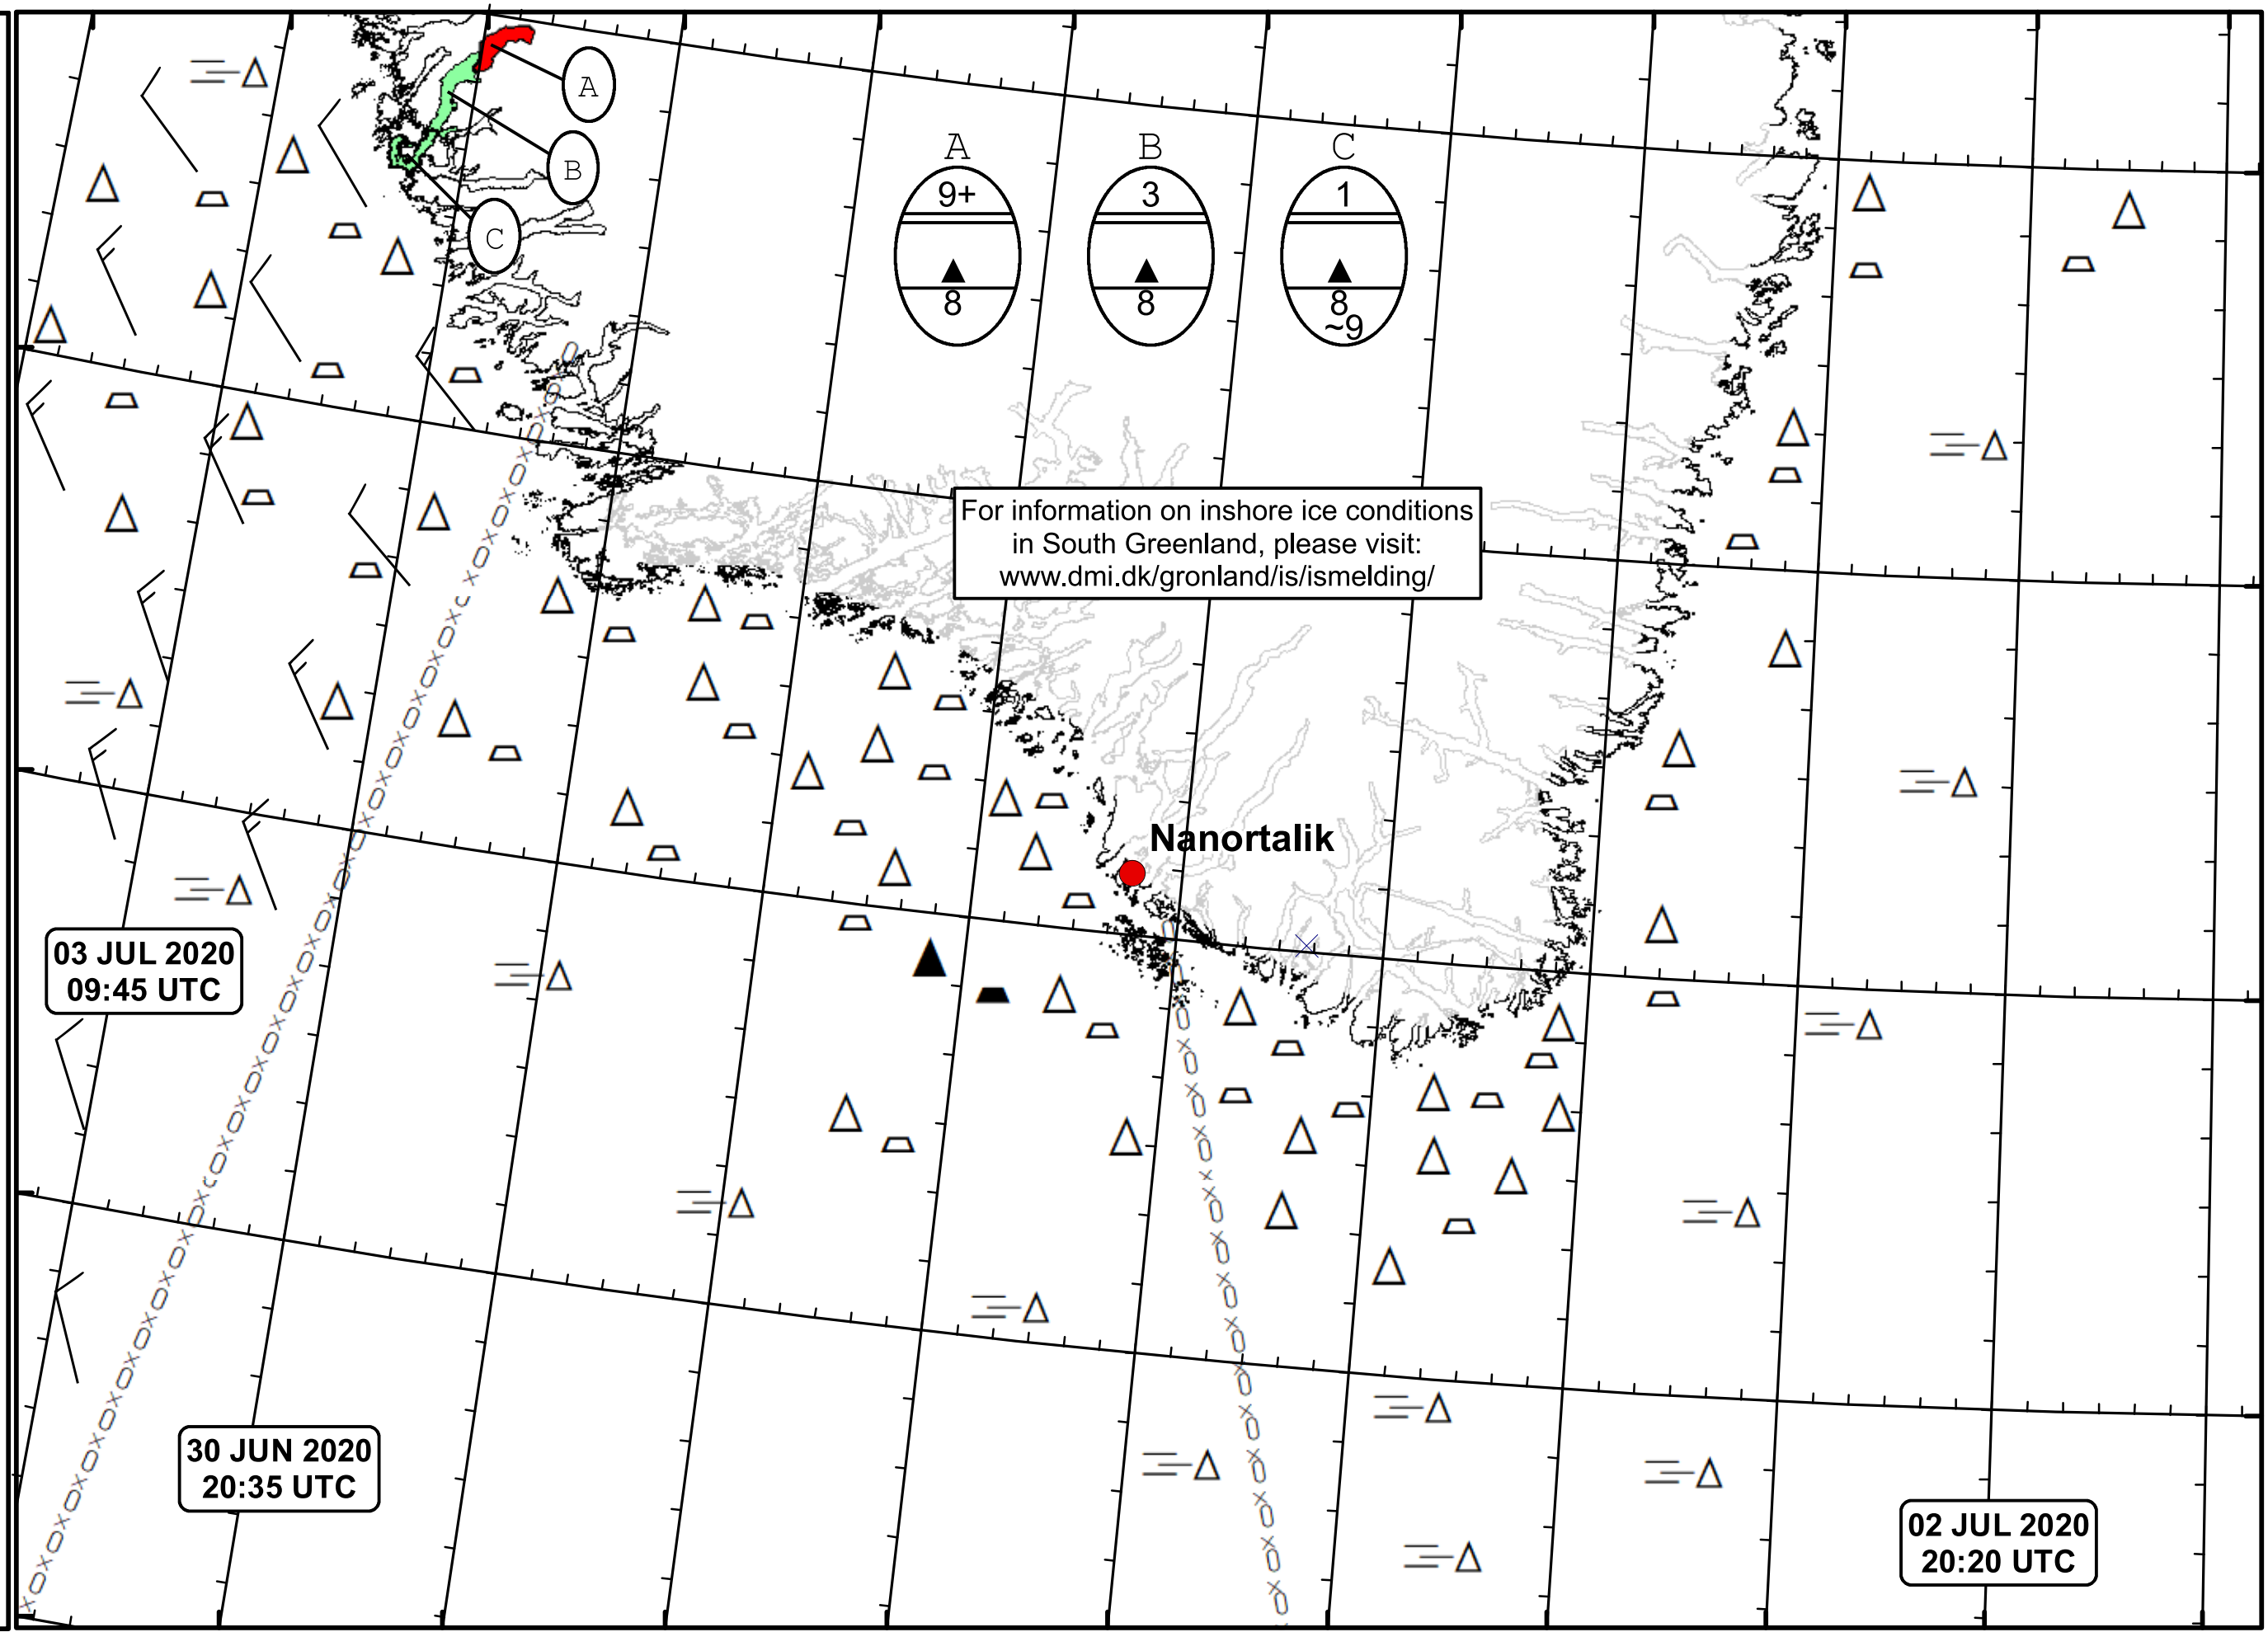 A
B
C
A
B
C
9+
3
1
8
8
8
~9
For information on inshore ice conditions
in South Greenland, please visit:
www.dmi.dk/gronland/is/ismelding/
Nanortalik
03 JUL 2020
09:45 UTC
30 JUN 2020
20:35 UTC
02 JUL 2020
20:20 UTC